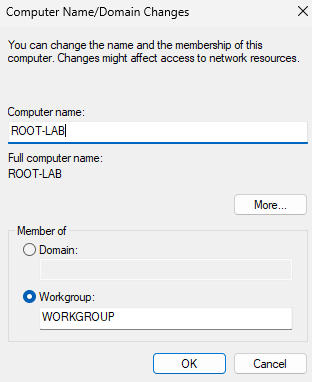 Computer Name/Domain Changes
You can change the name and the membership of this
computer. Changes might affect access to network resources.
Computer name:
ROOT-LAB
Full computer name:
ROOT-LAB
More...
Member of
Domain:
Workgroup:
WORKGROUP
OK Cancel